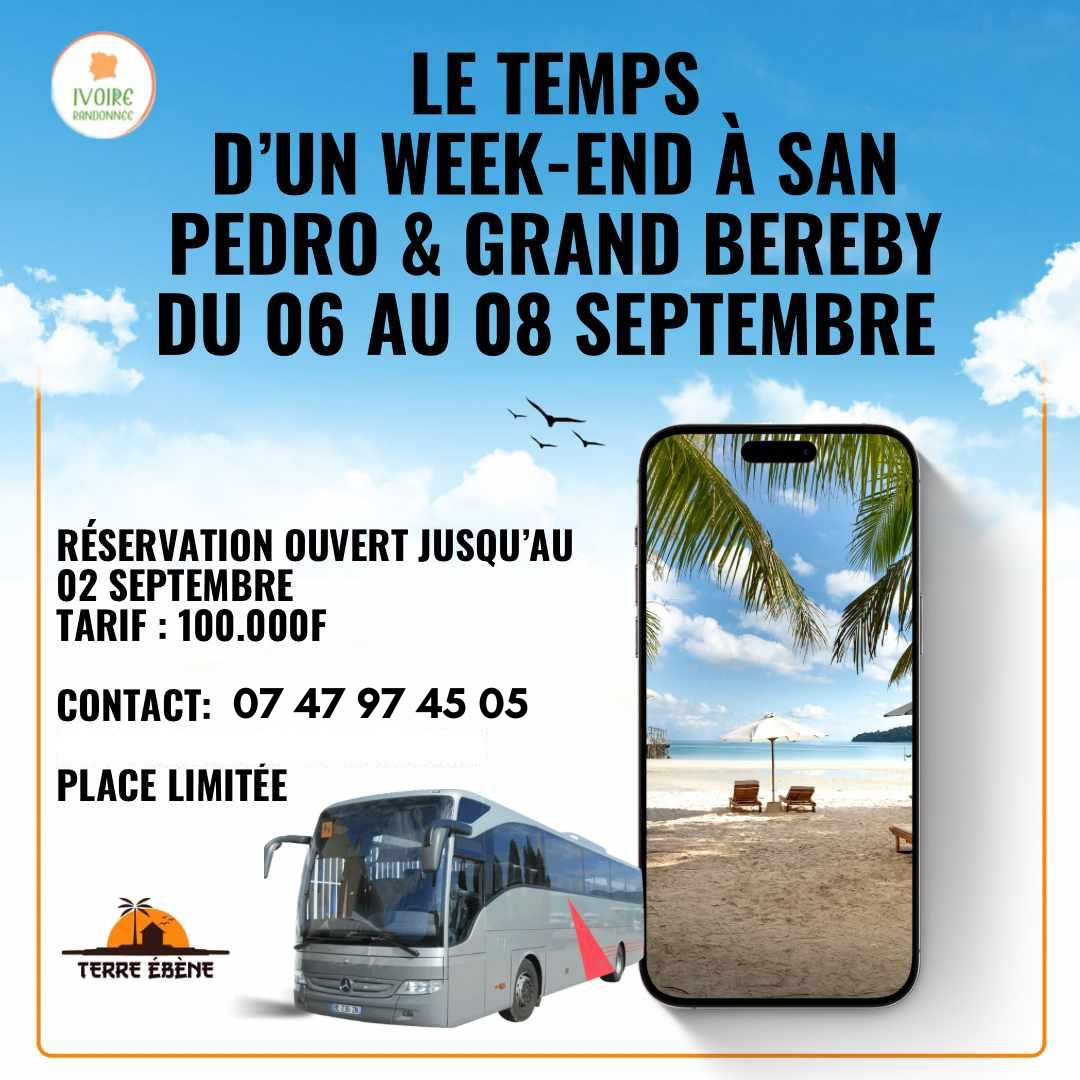 IVOIRE
RANDONNÉE
LE TEMPS
D’UN WEEK-END À SAN
PEDRO & GRAND BEREBY
DU 06 AU 08 SEPTEMBRE
RÉSERVATION OUVERT JUSQU’AU
02 SEPTEMBRE
TARIF : 100.000F
CONTACT: 07 47 97 45 05
PLACE LIMITÉE
TERRE ÉBÈNE